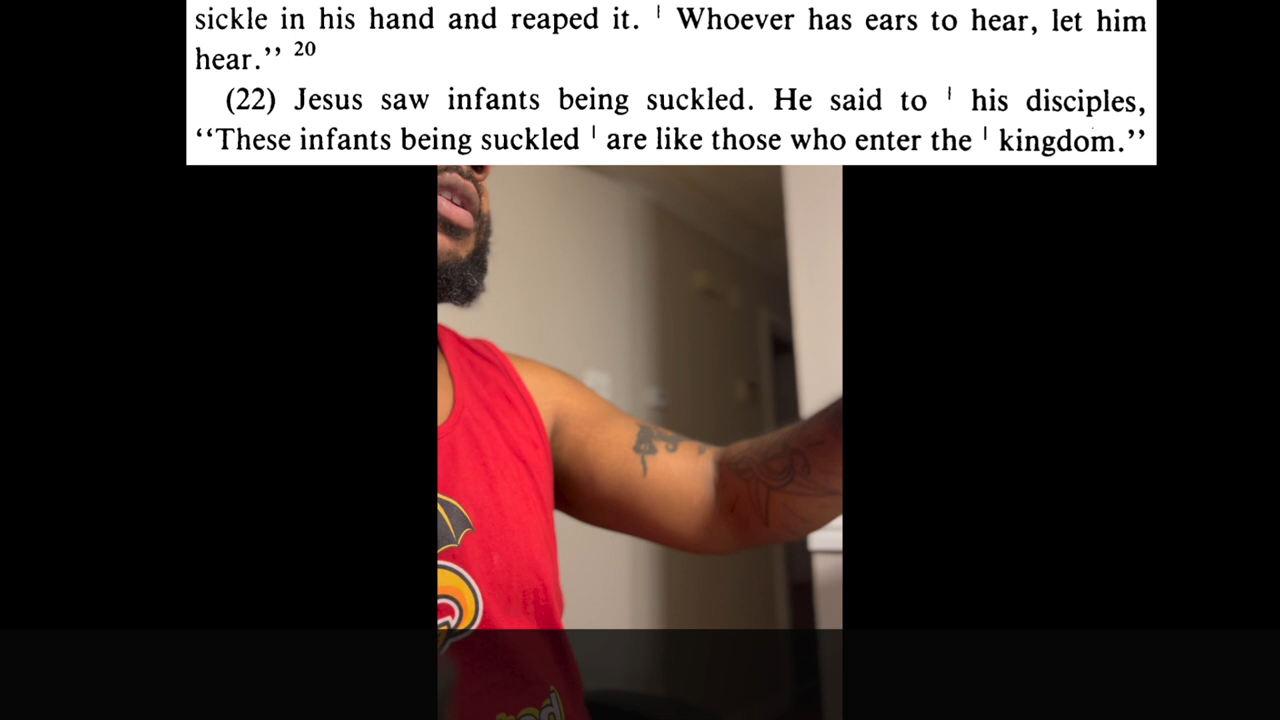 sickle in his hand and reaped it. ˡ Whoever has ears to hear, let him
hear.’’ 20
(22) Jesus saw infants being suckled. He said to ˡ his disciples,
‘‘These infants being suckled ˡ are like those who enter the ˡ kingdom.’’